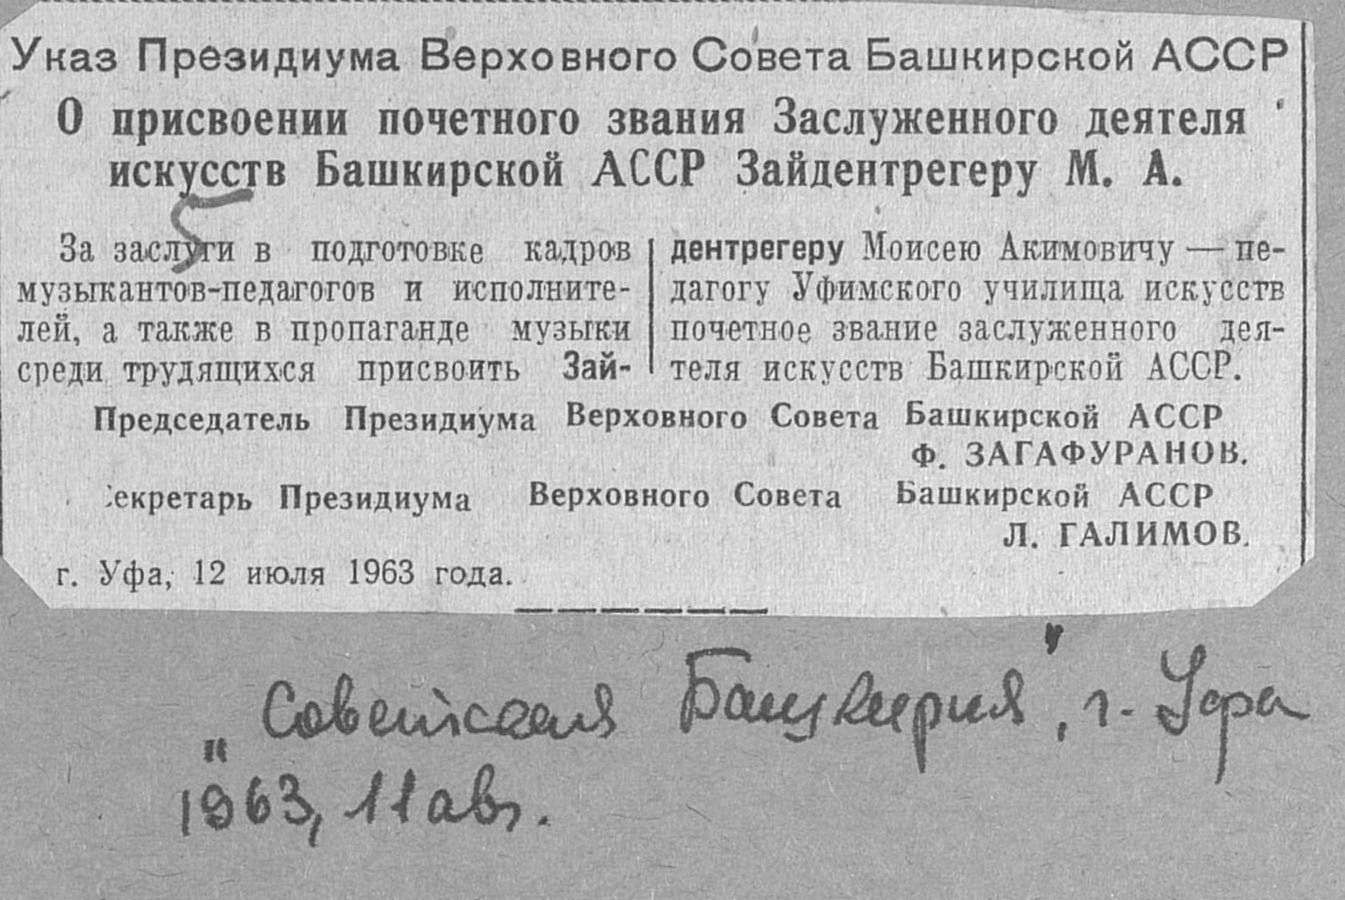 Указ Президиума Верховного Совета Башкирской АССР
О присвоении почетного звания Заслуженного деятеля
искусств Башкирской АССР Зайдентрегеру М. А.
За заслуги в подготовке кадров
музыкантов-педагогов и исполните-
лей, а также в пропаганде музыки
среди трудящихся присвоить Зай-
дентрегеру Моисею Акимовичу — пе-
дагогу Уфимского училища искусств
почетное звание заслуженного дея-
теля искусств Башкирской АССР.
Председатель Президиума Верховного Совета Башкирской АССР
Ф. ЗАГАФУРАНОВ.
Секретарь Президиума Верховного Совета Башкирской АССР
Л. ГАЛИМОВ.
г. Уфа, 12 июля 1963 года.
„Советская Башкирия", г. Уфа
1963, 11 авг.